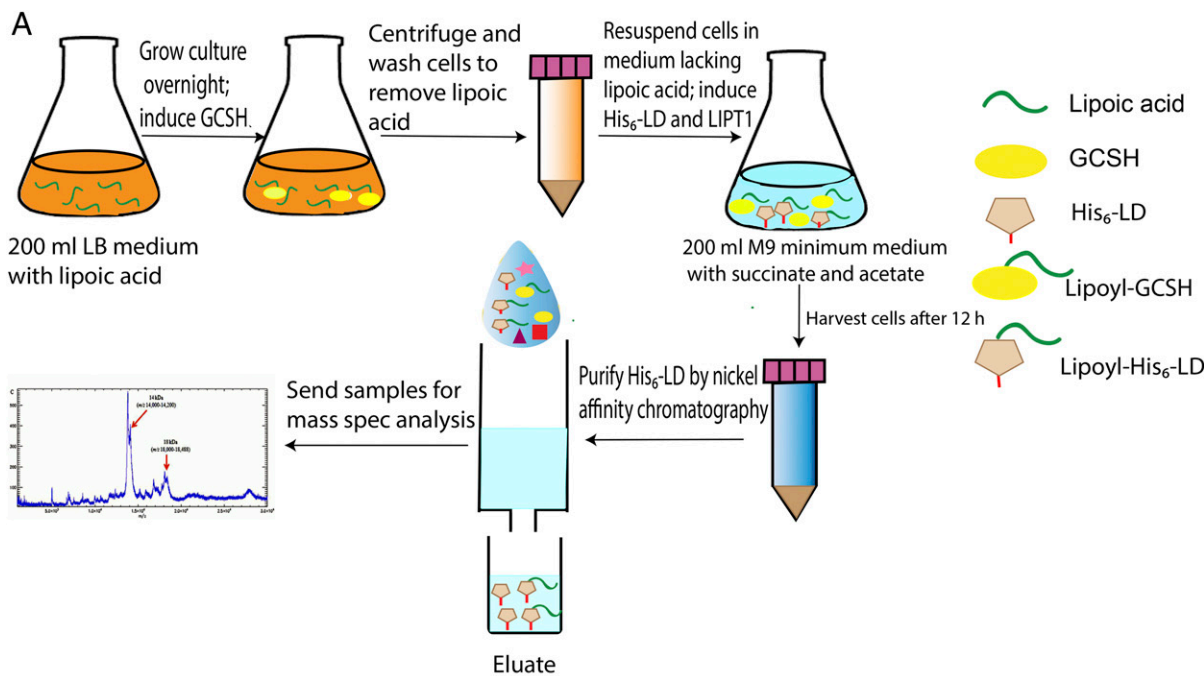 A
Grow culture
overnight;
induce GCSH.
Centrifuge and
wash cells to
remove lipoic
acid
Resuspend cells in
medium lacking
lipoic acid; induce
His₆-LD and LIPT1
200 ml LB medium
with lipoic acid
200 ml M9 minimum medium
with succinate and acetate
Harvest cells after 12 h
Purify His₆-LD by nickel
affinity chromatography
Send samples for
mass spec analysis
Eluate
Lipoic acid
GCSH
His₆-LD
Lipoyl-GCSH
Lipoyl-His₆-LD
14 kDa
m/z